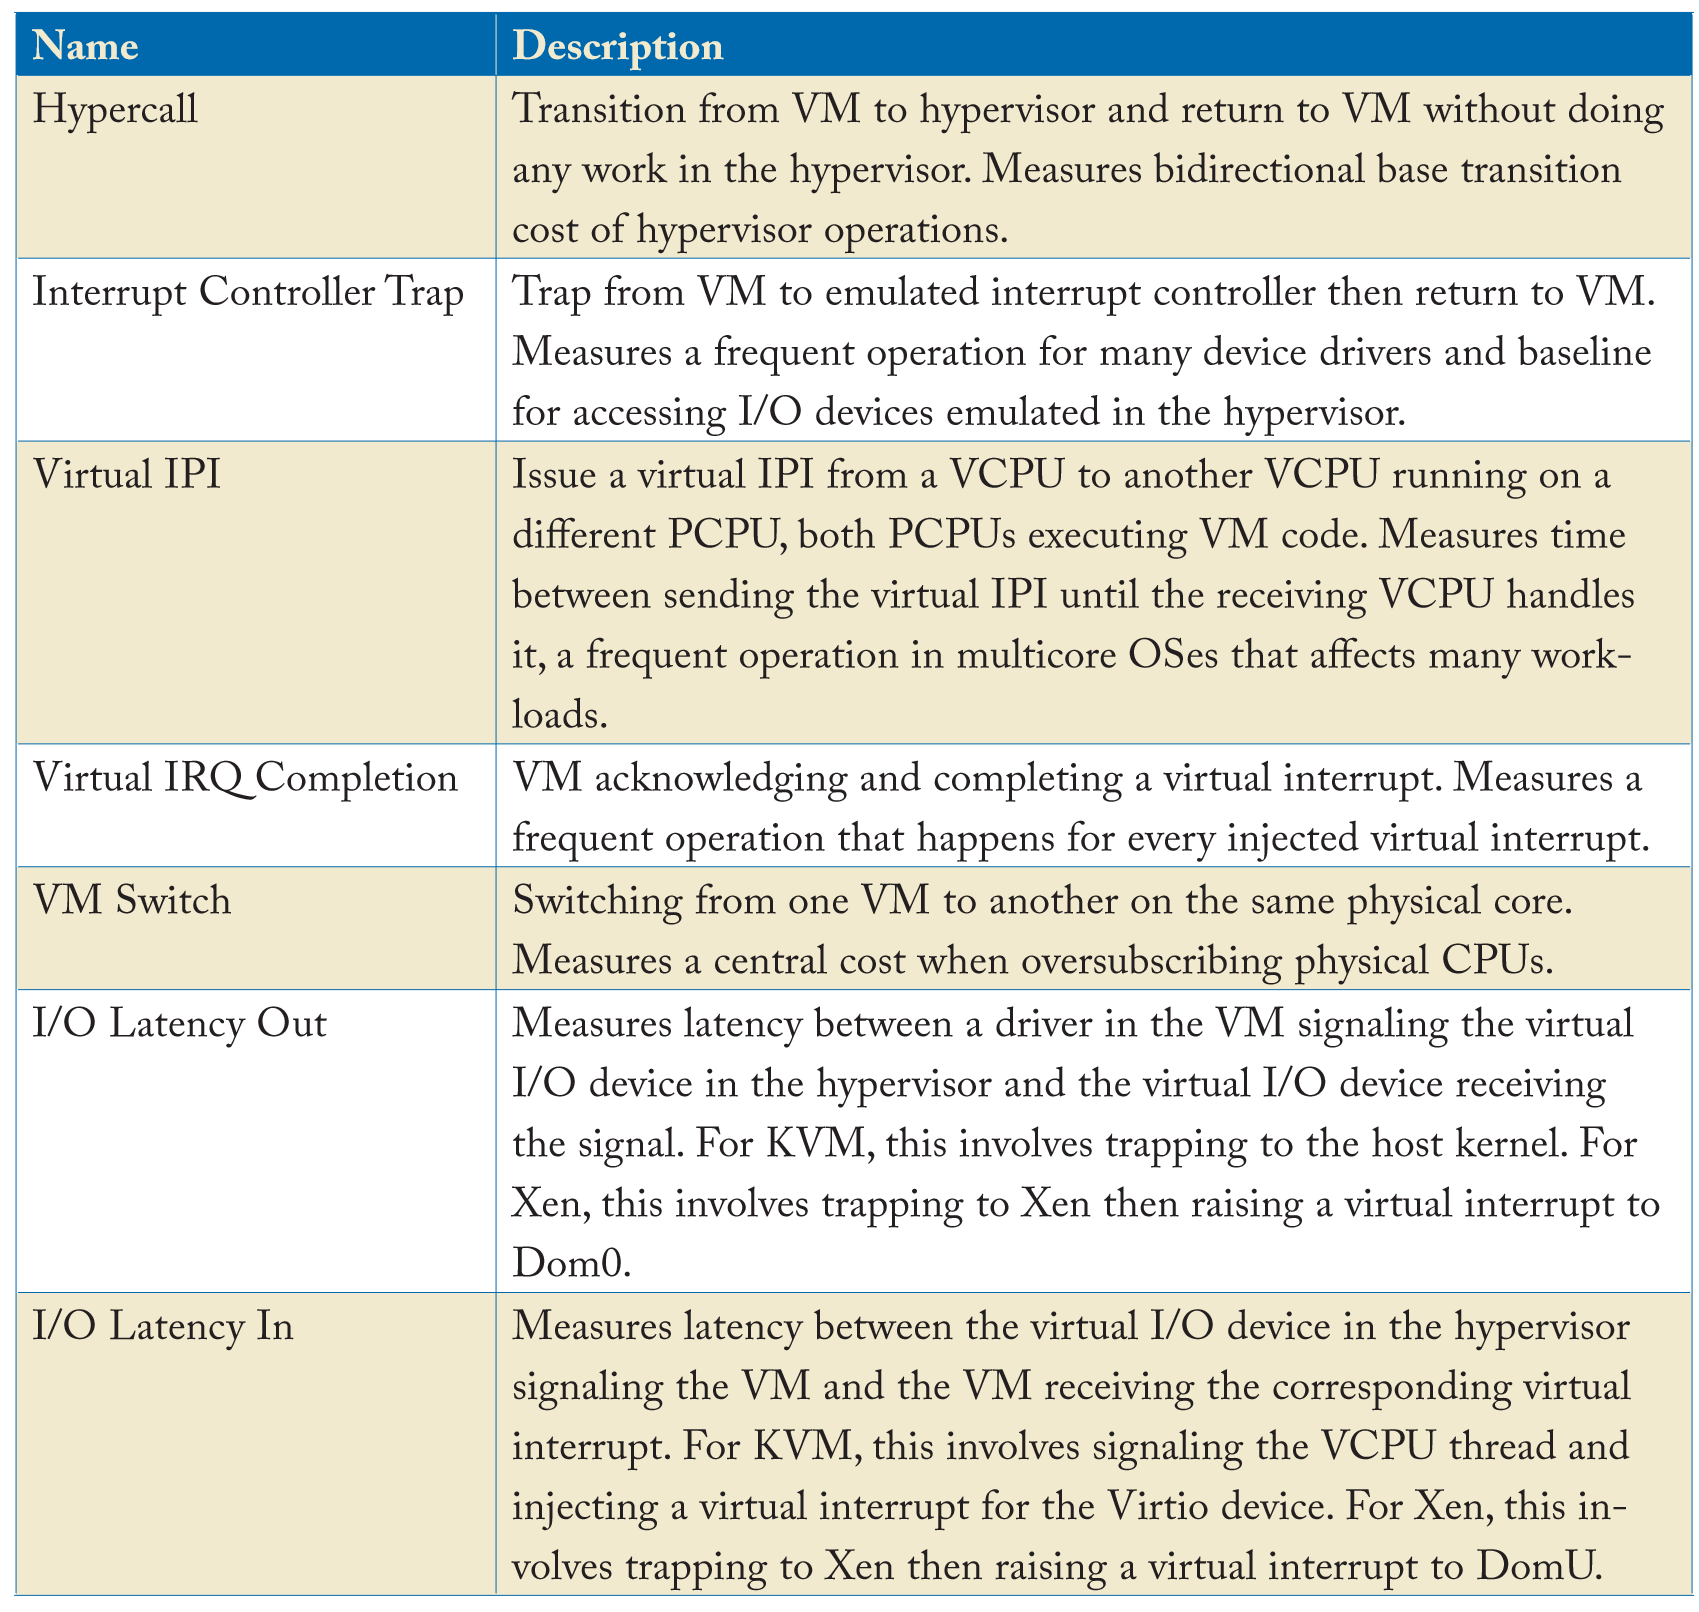 Name Description
Hypercall Transition from VM to hypervisor and return to VM without doing
any work in the hypervisor. Measures bidirectional base transition
cost of hypervisor operations.
Interrupt Controller Trap Trap from VM to emulated interrupt controller then return to VM.
Measures a frequent operation for many device drivers and baseline
for accessing I/O devices emulated in the hypervisor.
Virtual IPI Issue a virtual IPI from a VCPU to another VCPU running on a
different PCPU, both PCPUs executing VM code. Measures time
between sending the virtual IPI until the receiving VCPU handles
it, a frequent operation in multicore OSes that affects many work-
loads.
Virtual IRQ Completion VM acknowledging and completing a virtual interrupt. Measures a
frequent operation that happens for every injected virtual interrupt.
VM Switch Switching from one VM to another on the same physical core.
Measures a central cost when oversubscribing physical CPUs.
I/O Latency Out Measures latency between a driver in the VM signaling the virtual
I/O device in the hypervisor and the virtual I/O device receiving
the signal. For KVM, this involves trapping to the host kernel. For
Xen, this involves trapping to Xen then raising a virtual interrupt to
Dom0.
I/O Latency In Measures latency between the virtual I/O device in the hypervisor
signaling the VM and the VM receiving the corresponding virtual
interrupt. For KVM, this involves signaling the VCPU thread and
injecting a virtual interrupt for the Virtio device. For Xen, this in-
volves trapping to Xen then raising a virtual interrupt to DomU.